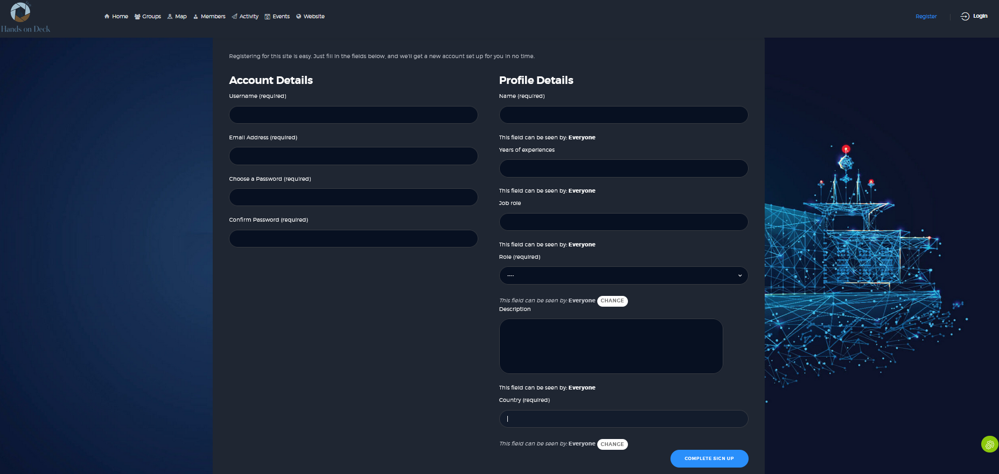 Hands on Deck
Home Groups Map Members Activity Events Website
Register Login
Registering for this site is easy. Just fill in the fields below, and we'll get a new account set up for you in no time.
Account Details
Username (required)
Email Address (required)
Choose a Password (required)
Confirm Password (required)
Profile Details
Name (required)
This field can be seen by: Everyone
Years of experiences
This field can be seen by: Everyone
Job role
This field can be seen by: Everyone
Role (required)
----
This field can be seen by: Everyone CHANGE
Description
This field can be seen by: Everyone
Country (required)
This field can be seen by: Everyone CHANGE
COMPLETE SIGN UP